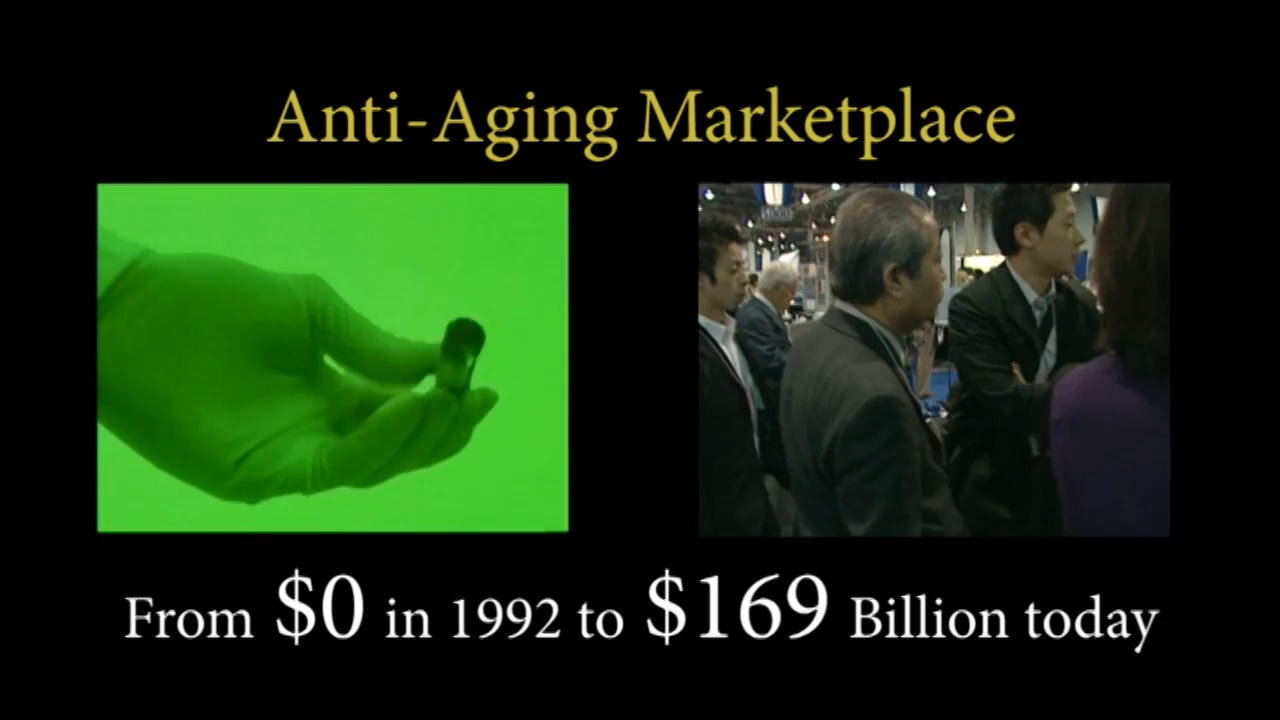 Anti-Aging Marketplace
From $0 in 1992 to $169 Billion today